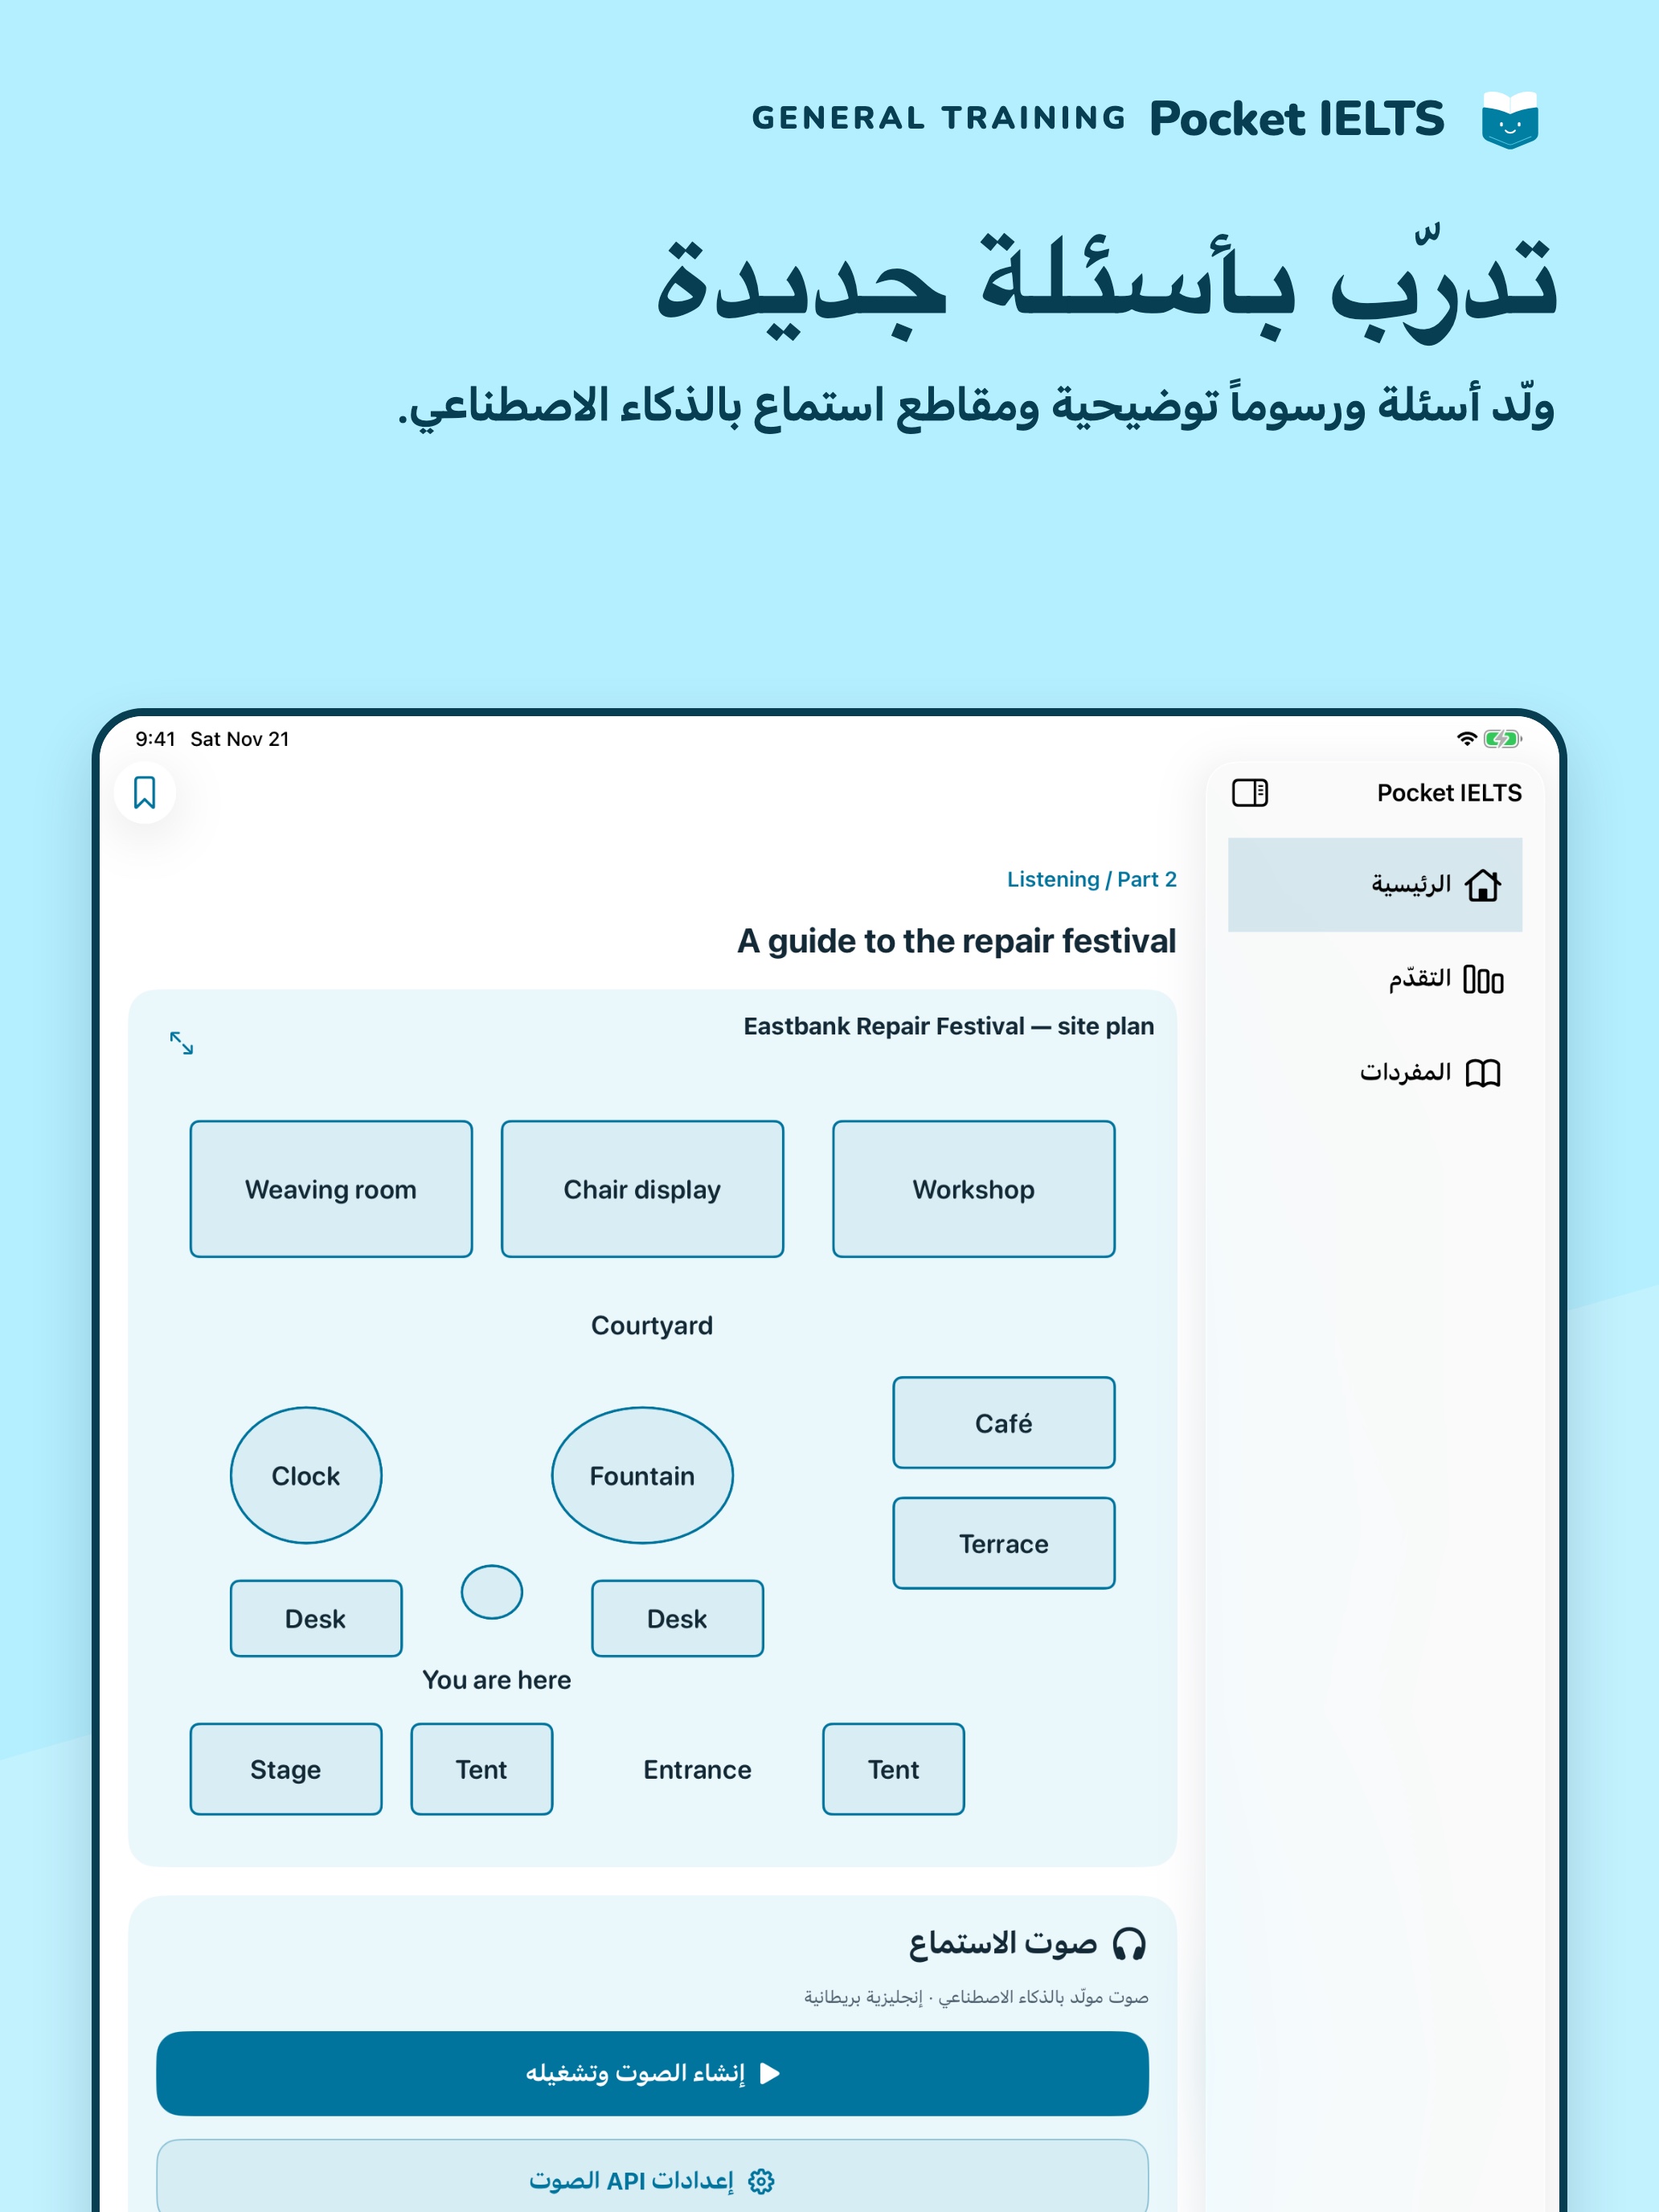 Pocket IELTS GENERAL TRAINING
تدرّب بأسئلة جديدة
ولّد أسئلة ورسوماً توضيحية ومقاطع استماع بالذكاء الاصطناعي.
9:41 Sat Nov 21
Pocket IELTS
الرئيسية
التقدّم
المفردات
Listening / Part 2
A guide to the repair festival
Eastbank Repair Festival — site plan
Weaving room Chair display Workshop
Courtyard
Café
Clock Fountain
Terrace
Desk Desk
You are here
Stage Tent Entrance Tent
صوت الاستماع
صوت مولّد بالذكاء الاصطناعي · إنجليزية بريطانية
إنشاء الصوت وتشغيله
إعدادات API الصوت